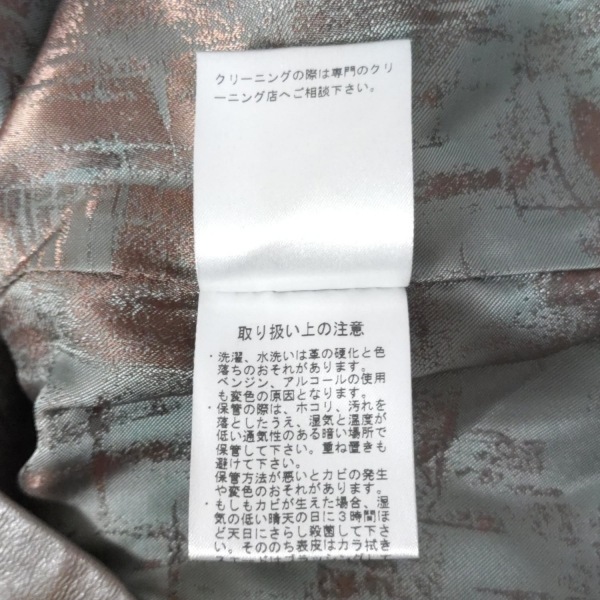 クリーニングの際は専門のクリ
ーニング店へご相談下さい。
取り扱い上の注意
・洗濯、水洗いは革の硬化と色
落ちのおそれがあります。
ベンジン、アルコールの使用
も変色の原因となります。
・保管の際は、ホコリ、汚れを
落としたうえ、湿気と温度が
低い通気性のある暗い場所で
保管して下さい。重ね置きも
避けて下さい。
保管方法が悪いとカビの発生
や変色のおそれがあります。
・もしもカビが生えた場合、湿
気の低い晴天の日に３時間ほ
ど天日にさらし殺菌して下さ
い。そののち表皮はカラ拭き